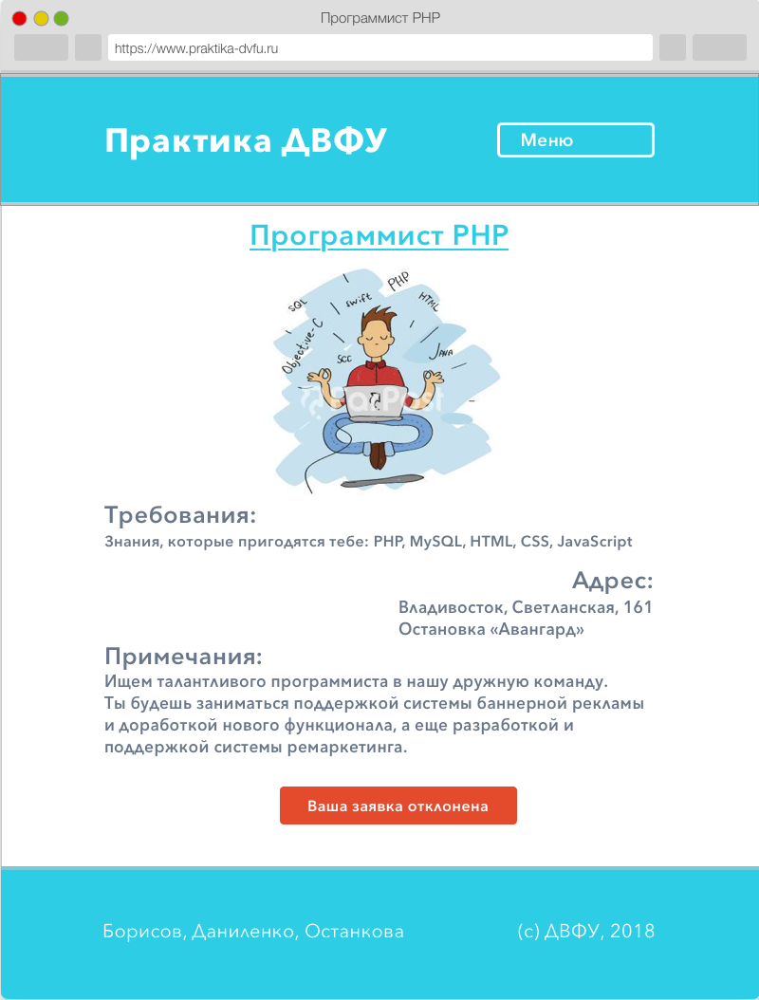 Программист PHP
https://www.praktika-dvfu.ru
Практика ДВФУ
Меню
Программист PHP
PHP
SQL
swift
HTML
Objective-C
SCC
JAVA
FarPost
Требования:
Знания, которые пригодятся тебе: PHP, MySQL, HTML, CSS, JavaScript
Адрес:
Владивосток, Светланская, 161
Остановка «Авангард»
Примечания:
Ищем талантливого программиста в нашу дружную команду.
Ты будешь заниматься поддержкой системы баннерной рекламы
и доработкой нового функционала, а еще разработкой и
поддержкой системы ремаркетинга.
Ваша заявка отклонена
Борисов, Даниленко, Останкова
(с) ДВФУ, 2018